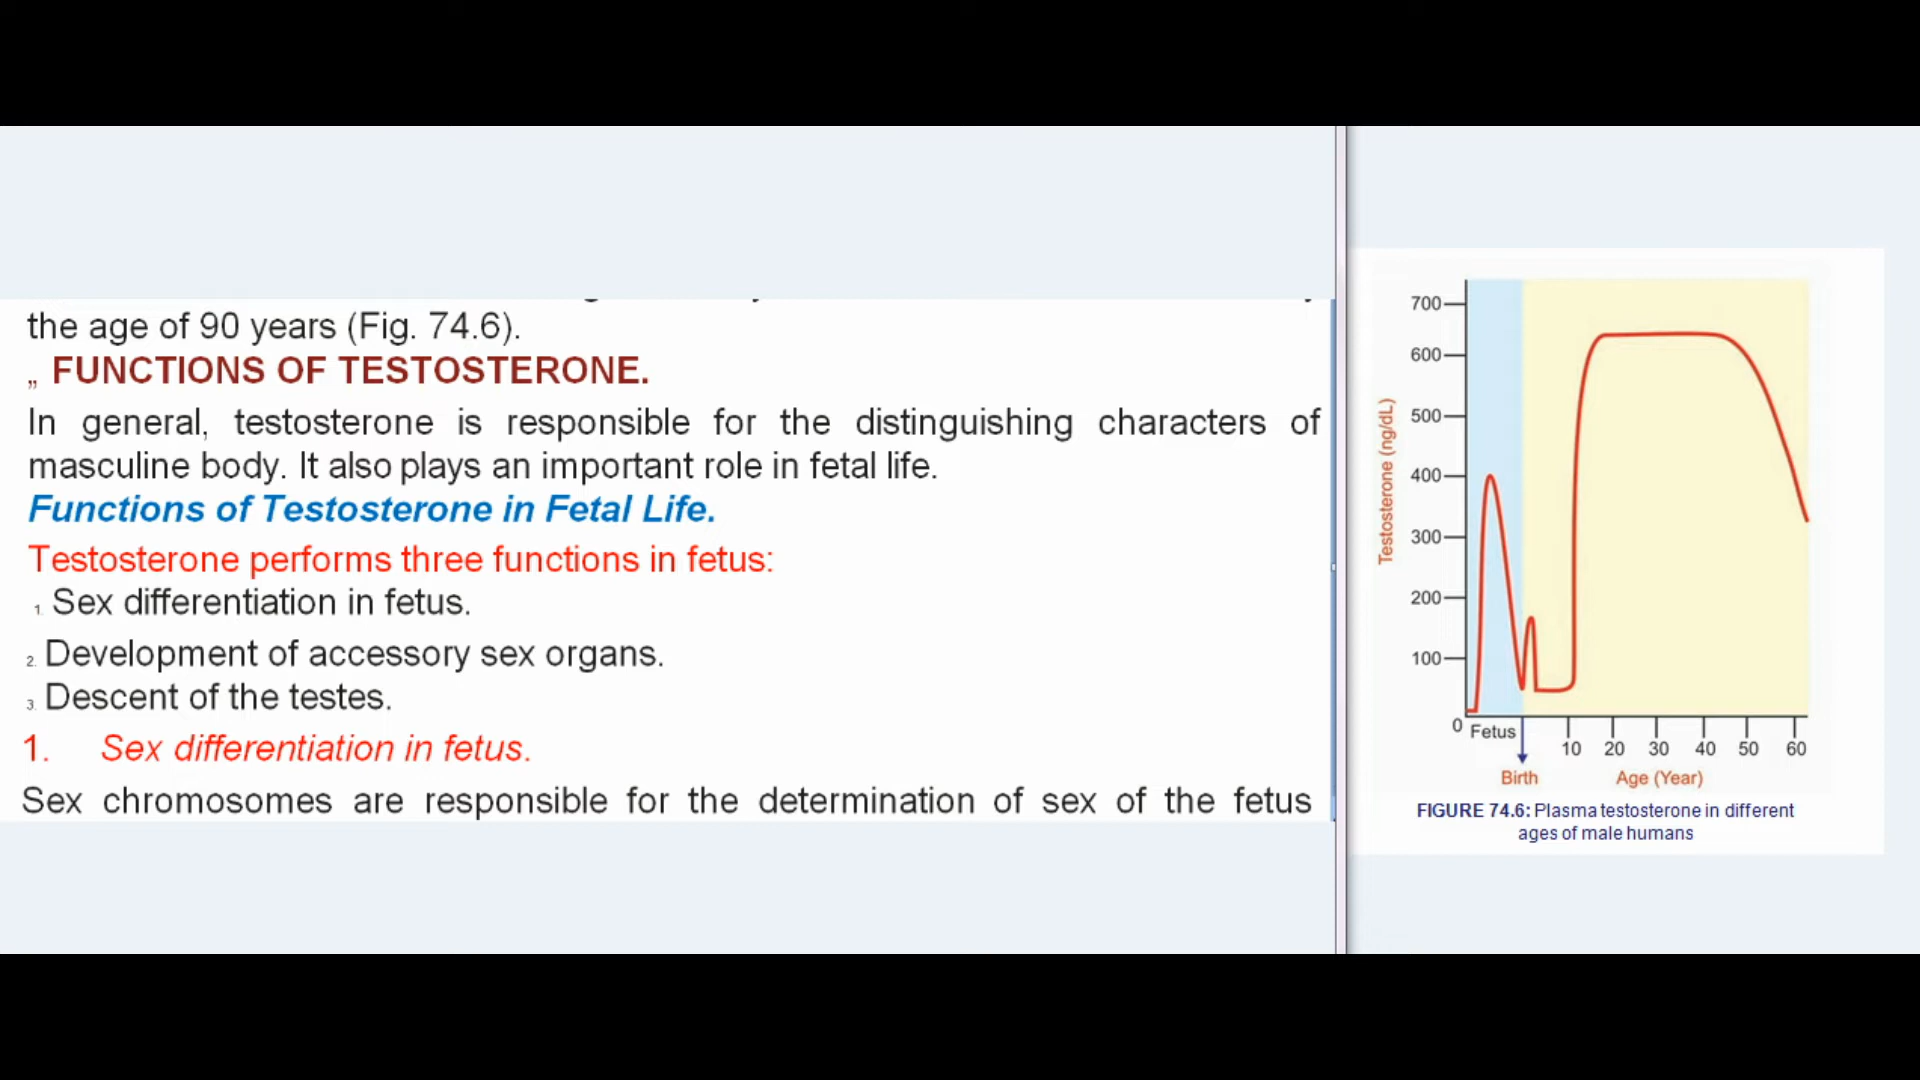 the age of 90 years (Fig. 74.6).
„ FUNCTIONS OF TESTOSTERONE.
In general, testosterone is responsible for the distinguishing characters of
masculine body. It also plays an important role in fetal life.
Functions of Testosterone in Fetal Life.
Testosterone performs three functions in fetus:
1. Sex differentiation in fetus.
2. Development of accessory sex organs.
3. Descent of the testes.
1. Sex differentiation in fetus.
Sex chromosomes are responsible for the determination of sex of the fetus
Testosterone (ng/dL)
700
600
500
400
300
200
100
0
Fetus
10 20 30 40 50 60
Birth
Age (Year)
FIGURE 74.6: Plasma testosterone in different
ages of male humans